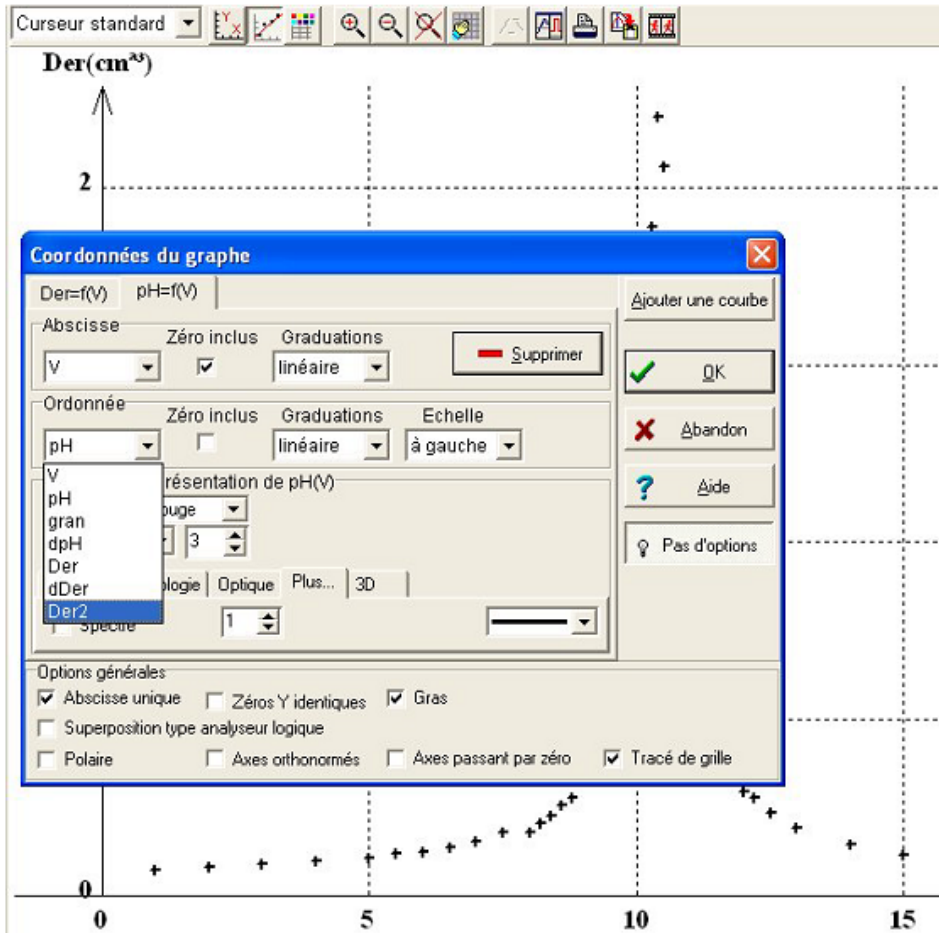 Curseur standard
Der(cm⁻³)
2
Coordonnées du graphe
Der=f(V) pH=f(V)
Ajouter une courbe
Abscisse
Zéro inclus Graduations
V linéaire Supprimer
OK
Ordonnée
Zéro inclus Graduations Echelle
pH linéaire à gauche
Abandon
V
résentation de pH(V)
pH
Aide
gran
dpH
3
Pas d'options
Der
dDer
ologie Optique Plus... 3D
Der2
Spectre 1
Options générales
Abscisse unique Zéros Y identiques Gras
Superposition type analyseur logique
Polaire Axes orthonormés Axes passant par zéro Tracé de grille
0
0 5 10 15